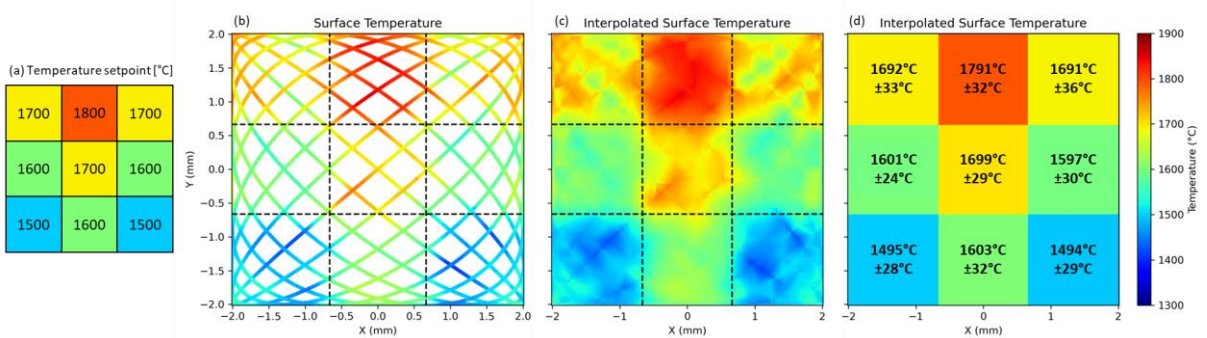 (a) Temperature setpoint [°C]
1700 1800 1700
1600 1700 1600
1500 1600 1500
(b) Surface Temperature
2.0
1.5
1.0
0.5
0.0
−0.5
−1.0
−1.5
−2.0
Y (mm)
−2.0 −1.5 −1.0 −0.5 0.0 0.5 1.0 1.5 2.0
X (mm)
(c) Interpolated Surface Temperature
−2 −1 0 1 2
X (mm)
(d) Interpolated Surface Temperature
1692°C 1791°C 1691°C
±33°C ±32°C ±36°C
1601°C 1699°C 1597°C
±24°C ±29°C ±30°C
1495°C 1603°C 1494°C
±28°C ±32°C ±29°C
−2 −1 0 1 2
X (mm)
1900
1800
1700
1600
1500
1400
1300
Temperature (°C)